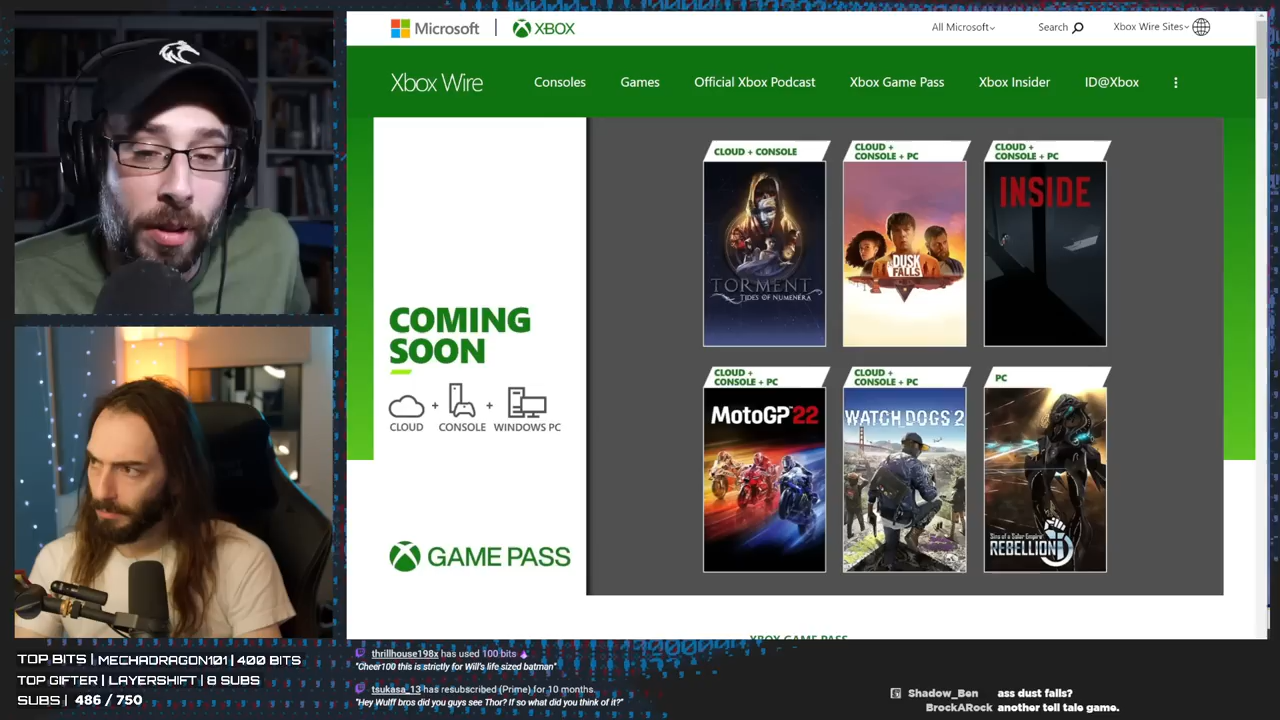 Microsoft | XBOX
All Microsoft
Search
Xbox Wire Sites
Xbox Wire
Consoles
Games
Official Xbox Podcast
Xbox Game Pass
Xbox Insider
ID@Xbox
COMING
SOON
CLOUD + CONSOLE + WINDOWS PC
GAME PASS
CLOUD + CONSOLE
TORMENT
TIDES OF NUMENERA
CLOUD +
CONSOLE + PC
DUSK
FALLS
CLOUD +
CONSOLE + PC
INSIDE
CLOUD +
CONSOLE + PC
MotoGP™22
CLOUD +
CONSOLE + PC
WATCH_DOGS 2
PC
Sins of a Solar Empire
REBELLION
XBOX GAME PASS
TOP BITS | MECHADRAGON101 | 400 BITS
TOP GIFTER | LAYERSHIFT | 8 SUBS
SUBS | 486 / 750
thrillhouse198x has used 100 bits
"Cheer100 this is strictly for Will's life sized batman"
tsukasa_13 has resubscribed (Prime) for 10 months.
"Hey Wulff bros did you guys see Thor? If so what did you think of it?"
Shadow_Ben ass dust falls?
BrockARock another tell tale game.